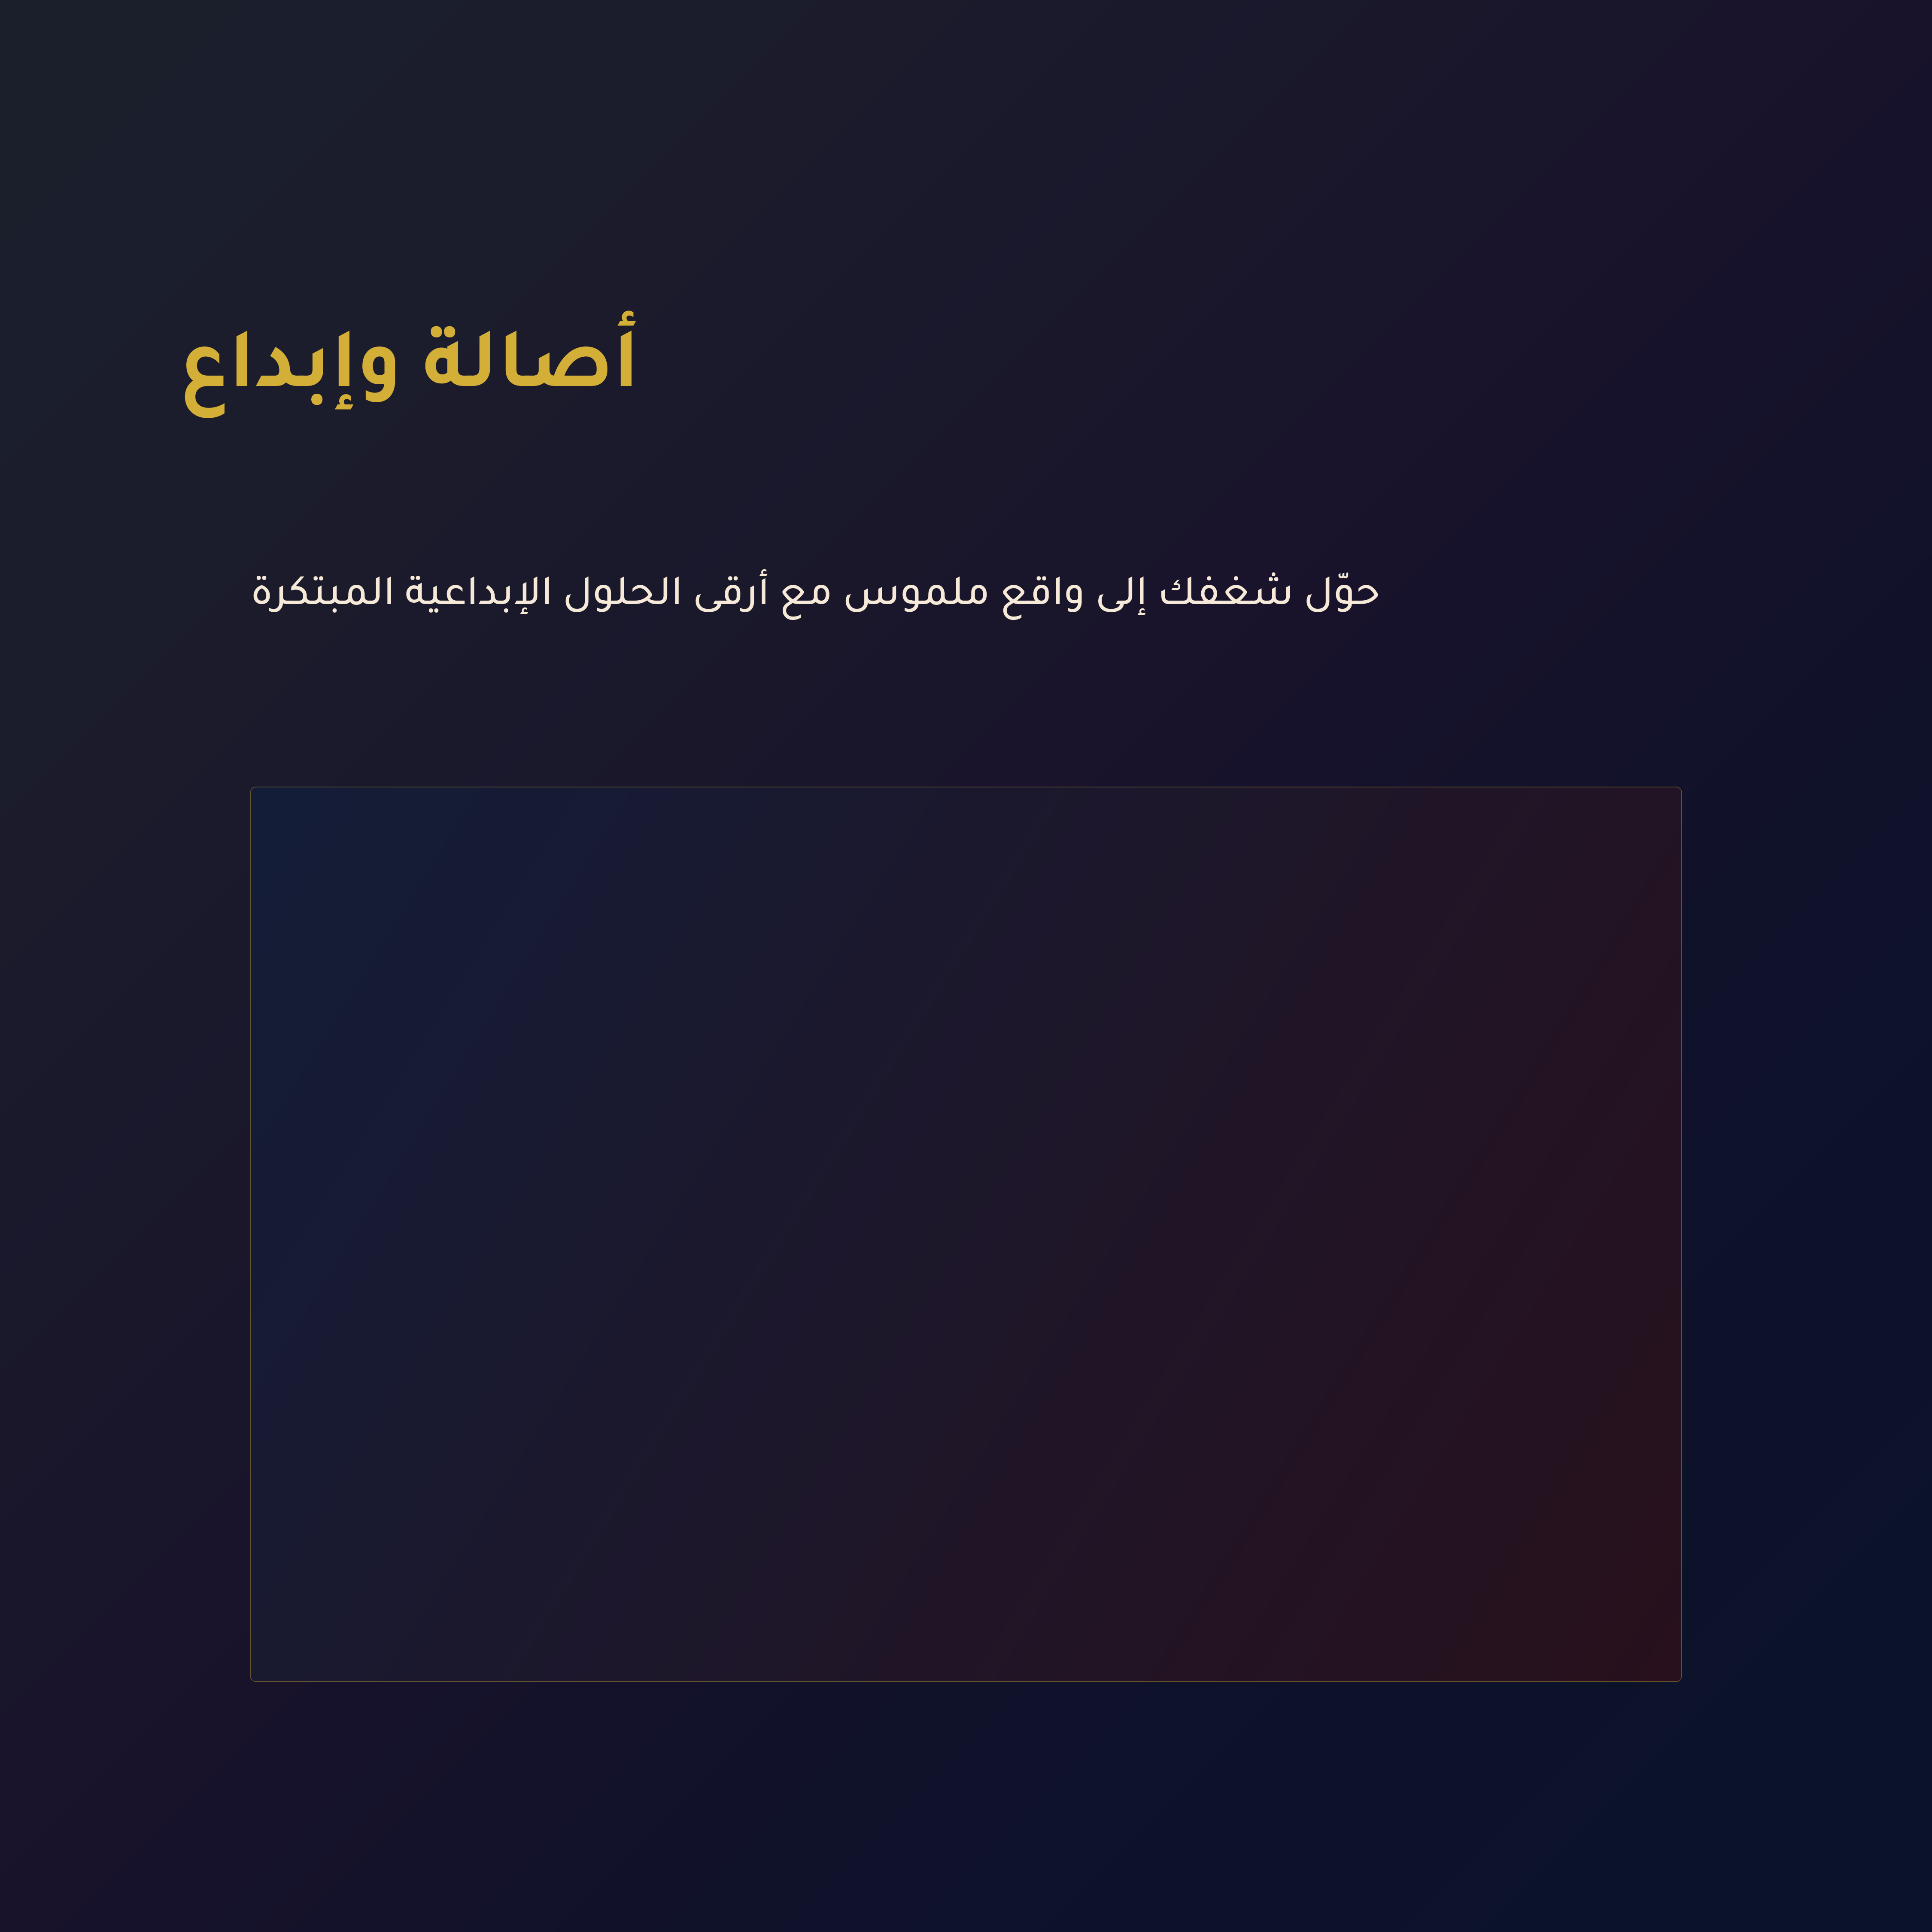 أصالة وإبداع
حوّل شغفك إلى واقع ملموس مع أرقى الحلول الإبداعية المبتكرة